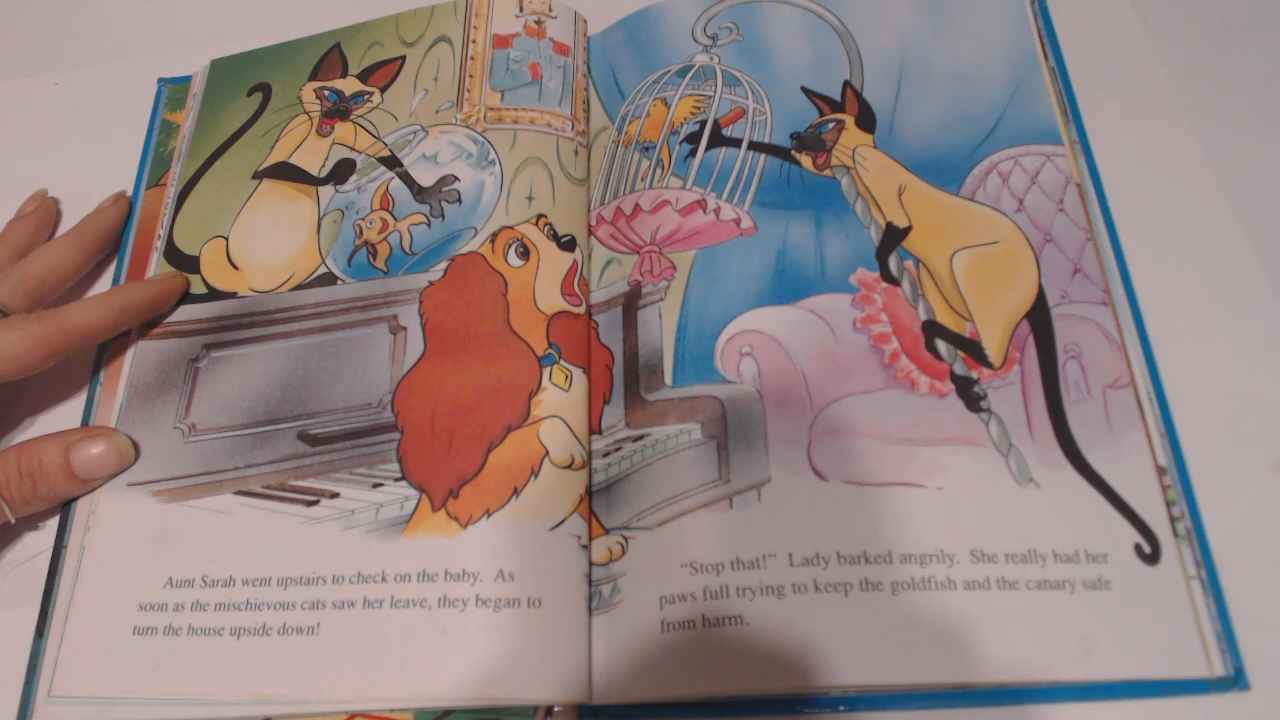 Aunt Sarah went upstairs to check on the baby. As
soon as the mischievous cats saw her leave, they began to
turn the house upside down!
"Stop that!" Lady barked angrily. She really had her
paws full trying to keep the goldfish and the canary safe
from harm.